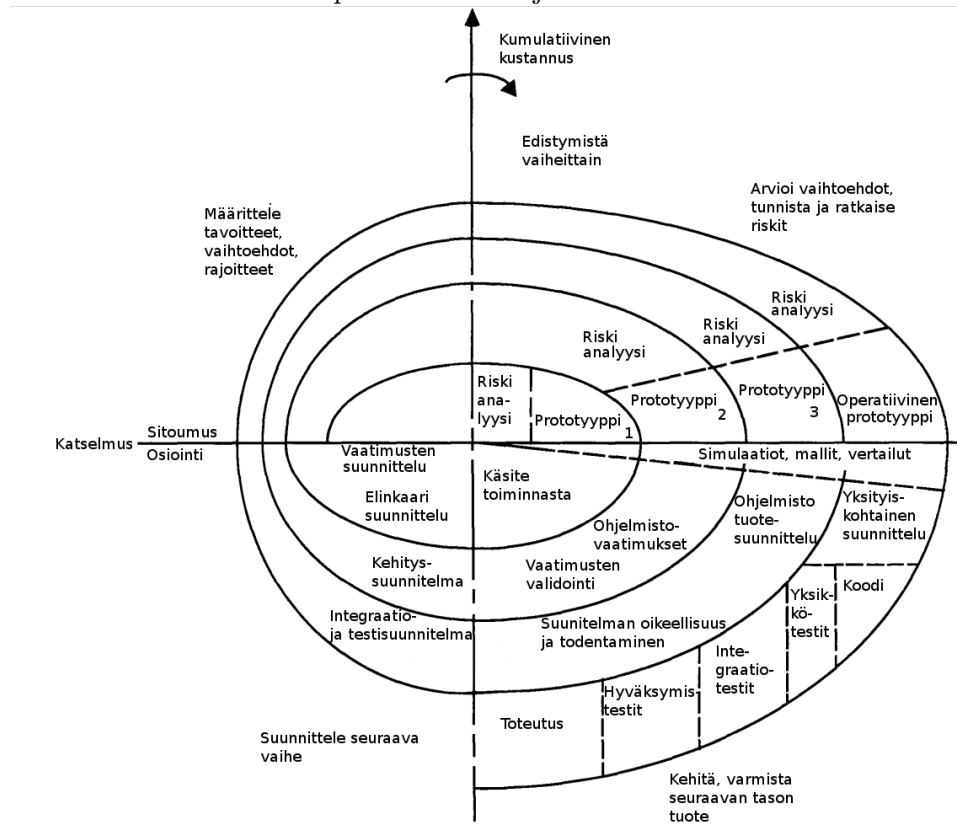 Kumulatiivinen
kustannus
Edistymistä
vaiheittain
Määrittele
tavoitteet,
vaihtoehdot,
rajoitteet
Arvioi vaihtoehdot,
tunnista ja ratkaise
riskit
Riski
analyysi
Riski
analyysi
Riski
analyysi
Riski
ana-
lyysi
Prototyyppi
1
Prototyyppi
2
Prototyyppi
3
Operatiivinen
prototyyppi
Katselmus
Sitoumus
Osiointi
Simulaatiot, mallit, vertailut
Vaatimusten
suunnittelu
Elinkaari
suunnittelu
Käsite
toiminnasta
Ohjelmisto-
vaatimukset
Ohjelmisto
tuote-
suunnittelu
Yksityis-
kohtainen
suunnittelu
Kehitys-
suunnitelma
Vaatimusten
validointi
Integraatio-
ja testisuunnitelma
Suunitelman oikeellisuus
ja todentaminen
Koodi
Yksik-
kö-
testit
Inte-
graatio-
testit
Hyväksymis-
testit
Toteutus
Suunnittele seuraava
vaihe
Kehitä, varmista
seuraavan tason
tuote